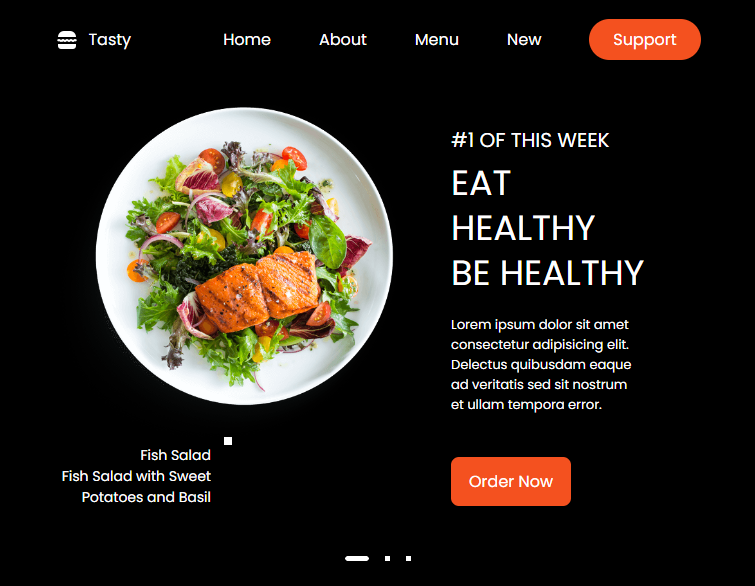 Tasty
Home
About
Menu
New
Support
#1 OF THIS WEEK
EAT
HEALTHY
BE HEALTHY
Lorem ipsum dolor sit amet
consectetur adipisicing elit.
Delectus quibusdam eaque
ad veritatis sed sit nostrum
et ullam tempora error.
Fish Salad
Fish Salad with Sweet
Potatoes and Basil
Order Now